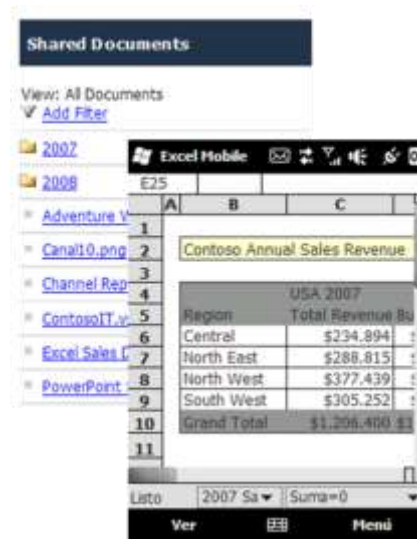 Shared Documents
View: All Documents
Add Filter
2007
2008
Adventure
Canal10.png
Channel Rep
ContosoIT.v
Excel Sales
PowerPoint
Excel Mobile
E25
A B C
1
2 Contoso Annual Sales Revenue
3
4 USA 2007
5 Region Total Revenue Bu
6 Central $234.894
7 North East $288.815
8 North West $377.439
9 South West $305.252
10 Grand Total $1.206.400 $1
11
Listo 2007 Sa Suma=0
Ver Menú